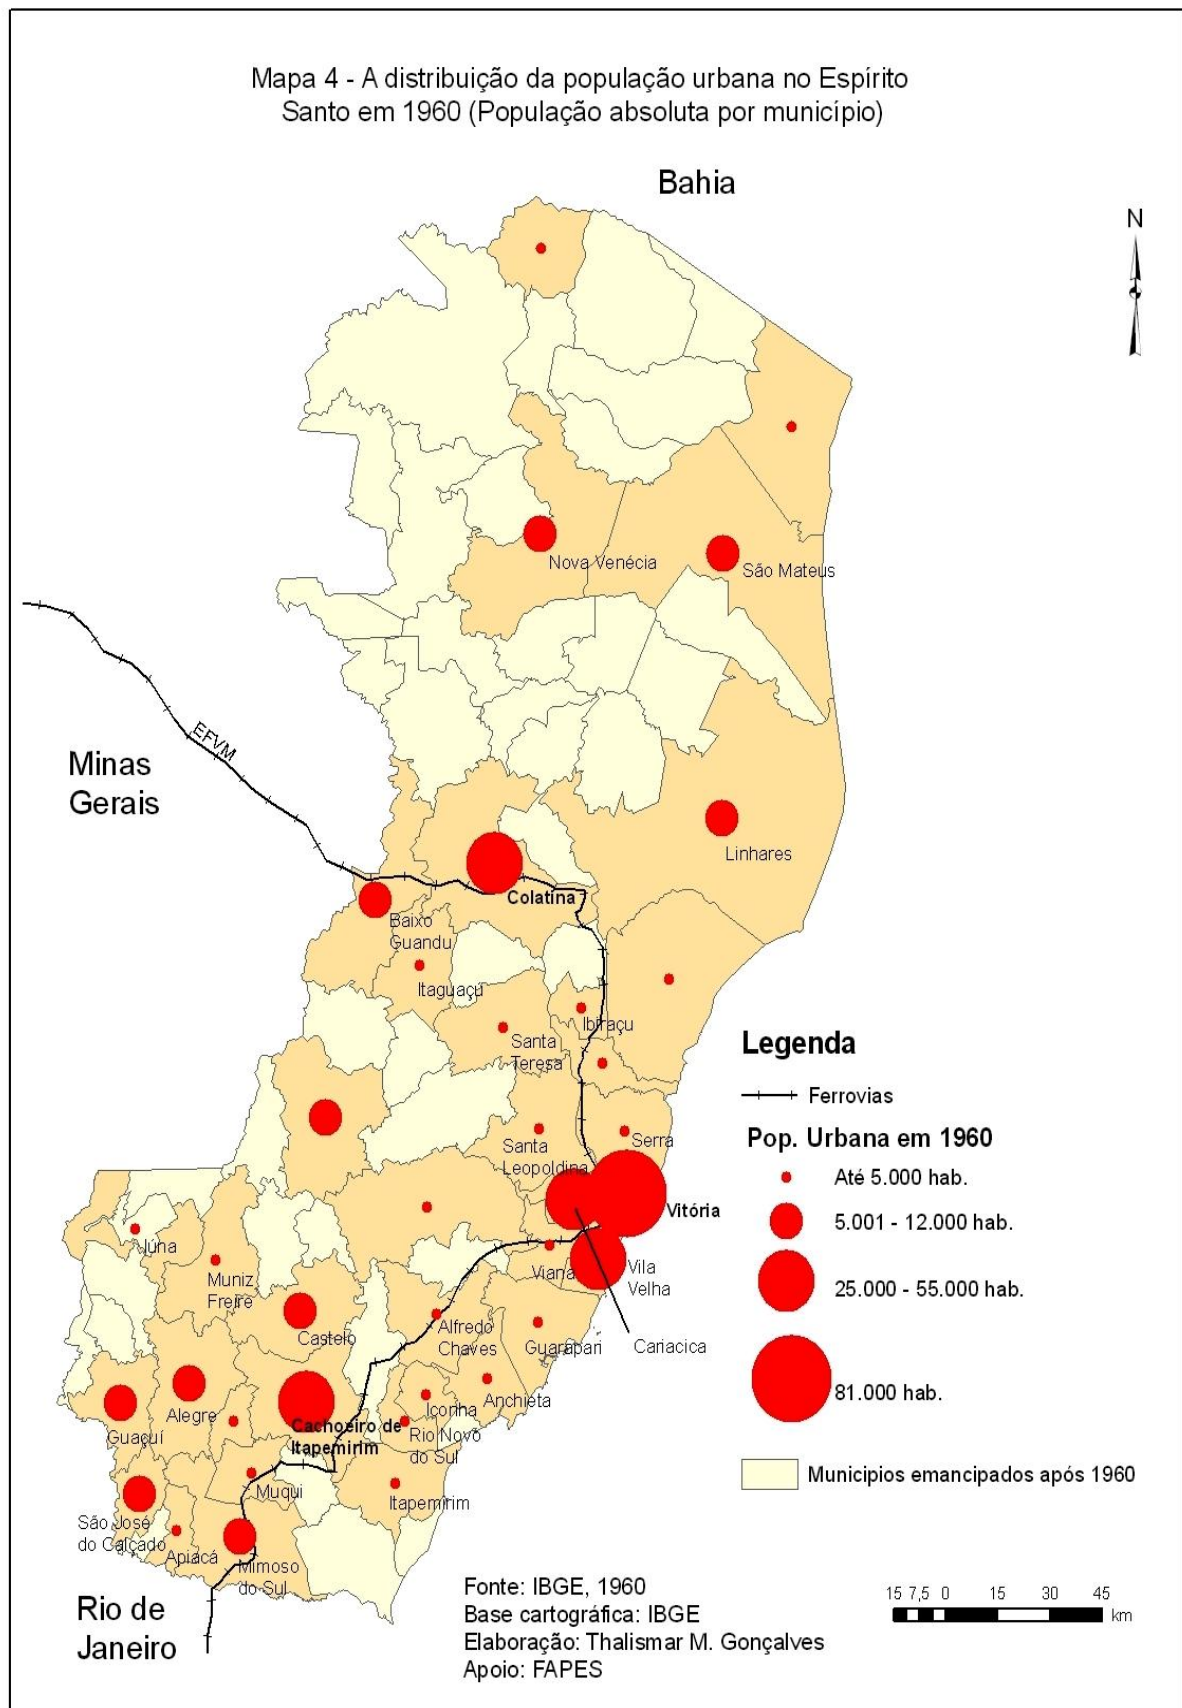 Mapa 4 - A distribuição da população urbana no Espírito
Santo em 1960 (População absoluta por município)
Bahia
N
Nova Venécia
São Mateus
EFVM
Minas
Gerais
Linhares
Colatina
Baixo
Guandu
Itaguaçú
Ibiraçu
Santa
Teresa
Santa
Leopoldina
Serra
Vitória
Iúna
Muniz
Freire
Viana
Vila
Velha
Castelo
Alfredo
Chaves
Guarapari
Cariacica
Anchieta
Guaçuí
Alegre
Iconha
Cachoeiro de
Itapemirim
Rio Novo
do Sul
Muqui
Itapemirim
São José
do Calçado
Apiacá
Mimoso
do Sul
Rio de
Janeiro
Legenda
Ferrovias
Pop. Urbana em 1960
Até 5.000 hab.
5.001 - 12.000 hab.
25.000 - 55.000 hab.
81.000 hab.
Municipios emancipados após 1960
Fonte: IBGE, 1960
Base cartográfica: IBGE
Elaboração: Thalismar M. Gonçalves
Apoio: FAPES
15 7,5 0 15 30 45
km